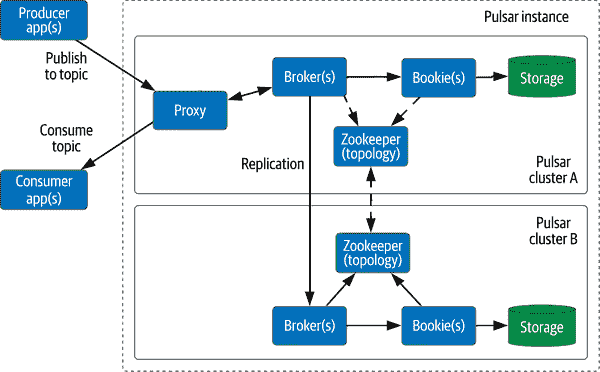 Producer
app(s)
Pulsar instance
Publish
to topic
Proxy
Broker(s)
Bookie(s)
Storage
Consume
topic
Zookeeper
(topology)
Consumer
app(s)
Replication
Pulsar
cluster A
Pulsar
cluster B
Zookeeper
(topology)
Broker(s)
Bookie(s)
Storage